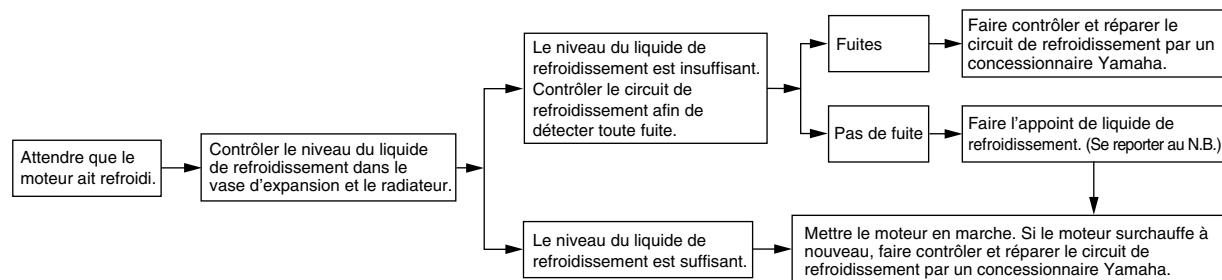 Attendre que le
moteur ait refroidi.
Contrôler le niveau du liquide
de refroidissement dans le
vase d'expansion et le radiateur.
Le niveau du liquide de
refroidissement est insuffisant.
Contrôler le circuit de
refroidissement afin de
détecter toute fuite.
Fuites
Faire contrôler et réparer le
circuit de refroidissement par un
concessionnaire Yamaha.
Pas de fuite
Faire l'appoint de liquide de
refroidissement. (Se reporter au N.B.)
Le niveau du liquide de
refroidissement est suffisant.
Mettre le moteur en marche. Si le moteur surchauffe à
nouveau, faire contrôler et réparer le circuit de
refroidissement par un concessionnaire Yamaha.